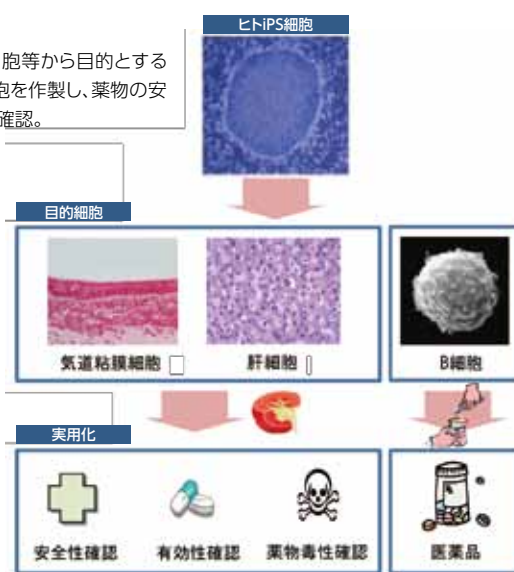 ヒトiPS細胞
胞等から目的とする
胞を作製し、薬物の安
確認。
目的細胞
気道粘膜細胞
肝細胞
B細胞
実用化
安全性確認
有効性確認
薬物毒性確認
医薬品